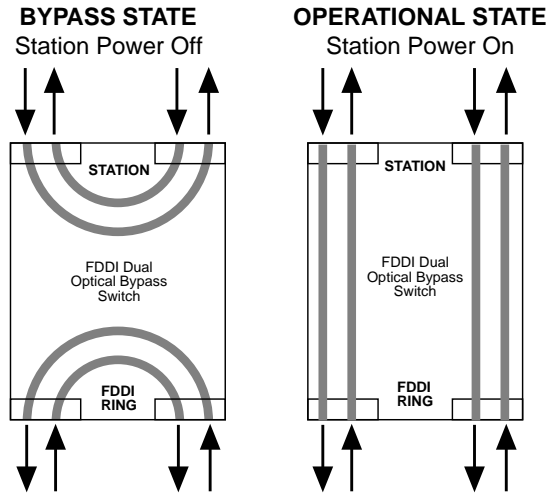 BYPASS STATE
Station Power Off
STATION
FDDI Dual
Optical Bypass
Switch
FDDI
RING
OPERATIONAL STATE
Station Power On
STATION
FDDI Dual
Optical Bypass
Switch
FDDI
RING